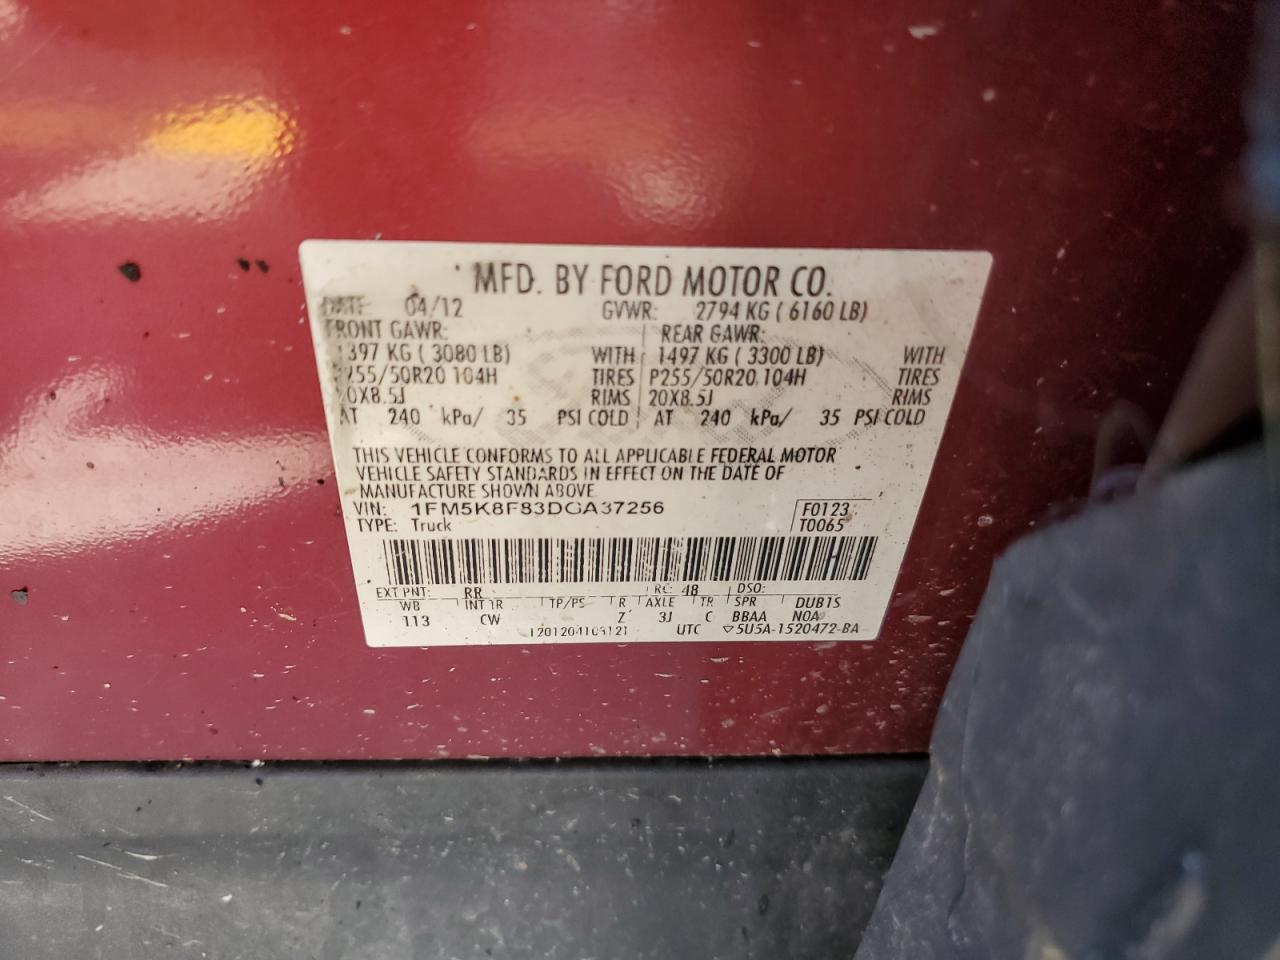 MFD. BY FORD MOTOR CO.
DATE: 04/12 GVWR: 2794 KG ( 6160 LB)
FRONT GAWR: REAR GAWR:
1397 KG ( 3080 LB) WITH 1497 KG ( 3300 LB) WITH
P255/50R20 104H TIRES P255/50R20 104H TIRES
20X8.5J RIMS 20X8.5J RIMS
AT 240 kPa/ 35 PSI COLD AT 240 kPa/ 35 PSI COLD
THIS VEHICLE CONFORMS TO ALL APPLICABLE FEDERAL MOTOR
VEHICLE SAFETY STANDARDS IN EFFECT ON THE DATE OF
MANUFACTURE SHOWN ABOVE.
VIN: 1FM5K8F83DGA37256 F0123
TYPE: Truck T0065
EXT PNT: RR RC: 48 DSO:
WB INT TR TP/PS R AXLE TR SPR DUB1S
113 CW Z 3J C BBAA N0A
UTC ▽5U5A-1520472-BA